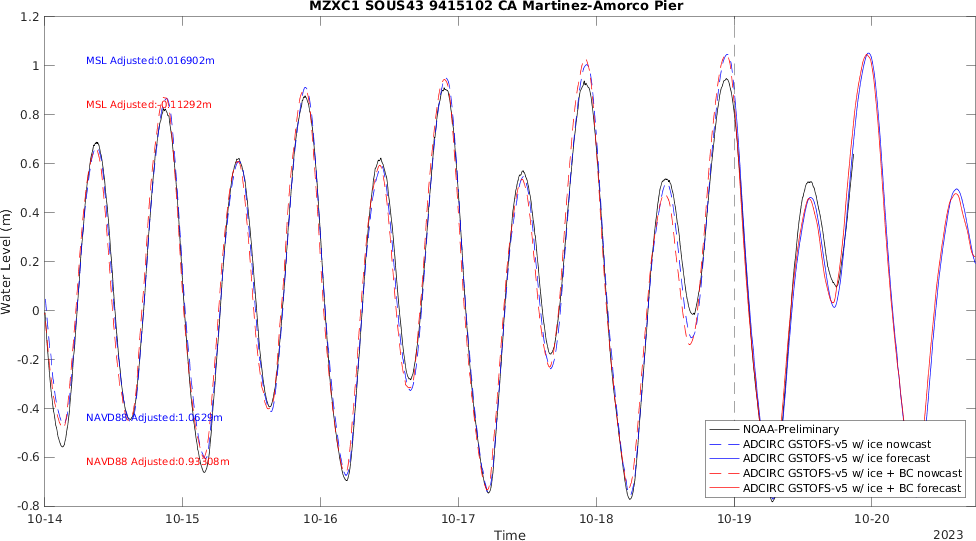 MZXC1 SOUS43 9415102 CA Martinez-Amorco Pier
1.2
1
0.8
0.6
0.4
0.2
0
-0.2
-0.4
-0.6
-0.8
Water Level (m)
MSL Adjusted:0.016902m
MSL Adjusted:-0.11292m
NAVD88 Adjusted:1.0629m
NAVD88 Adjusted:0.93308m
NOAA-Preliminary
ADCIRC GSTOFS-v5 w/ ice nowcast
ADCIRC GSTOFS-v5 w/ ice forecast
ADCIRC GSTOFS-v5 w/ ice + BC nowcast
ADCIRC GSTOFS-v5 w/ ice + BC forecast
10-14 10-15 10-16 10-17 10-18 10-19 10-20
Time
2023